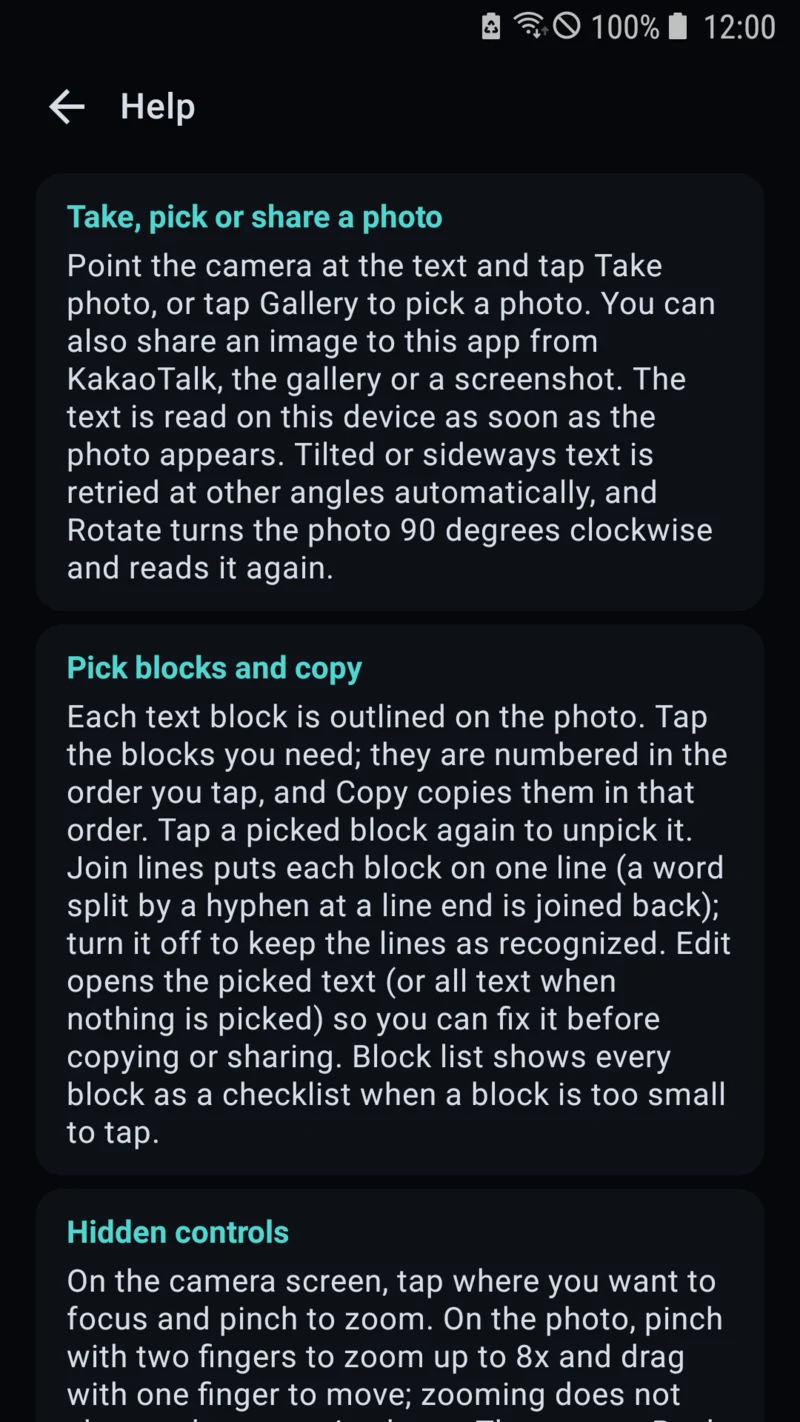 100% 12:00
Help
Take, pick or share a photo
Point the camera at the text and tap Take
photo, or tap Gallery to pick a photo. You can
also share an image to this app from
KakaoTalk, the gallery or a screenshot. The
text is read on this device as soon as the
photo appears. Tilted or sideways text is
retried at other angles automatically, and
Rotate turns the photo 90 degrees clockwise
and reads it again.
Pick blocks and copy
Each text block is outlined on the photo. Tap
the blocks you need; they are numbered in the
order you tap, and Copy copies them in that
order. Tap a picked block again to unpick it.
Join lines puts each block on one line (a word
split by a hyphen at a line end is joined back);
turn it off to keep the lines as recognized. Edit
opens the picked text (or all text when
nothing is picked) so you can fix it before
copying or sharing. Block list shows every
block as a checklist when a block is too small
to tap.
Hidden controls
On the camera screen, tap where you want to
focus and pinch to zoom. On the photo, pinch
with two fingers to zoom up to 8x and drag
with one finger to move; zooming does not